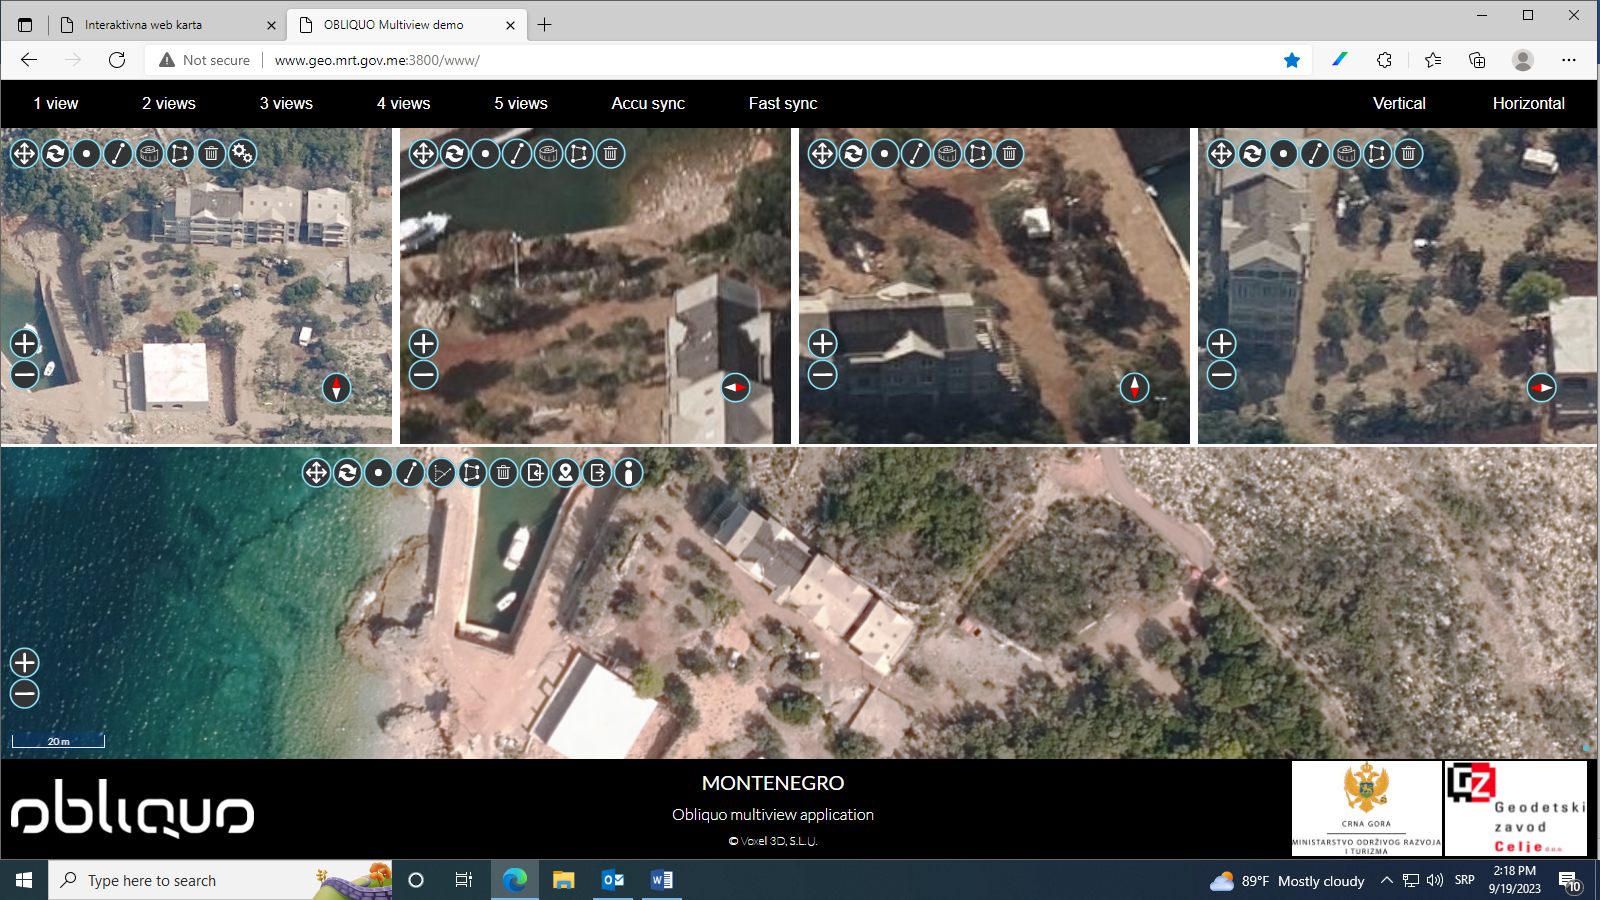 Interaktivna web karta
OBLIQUO Multiview demo
Not secure
www.geo.mrt.gov.me:3800/www/
1 view
2 views
3 views
4 views
5 views
Accu sync
Fast sync
Vertical
Horizontal
20 m
obliquo
MONTENEGRO
Obliquo multiview application
© Voxel 3D, S.L.U.
CRNA GORA
MINISTARSTVO ODRŽIVOG RAZVOJA
I TURIZMA
GZ
Geodetski
zavod
Celje d.o.o.
Type here to search
89°F Mostly cloudy
SRP
2:18 PM
9/19/2023
10